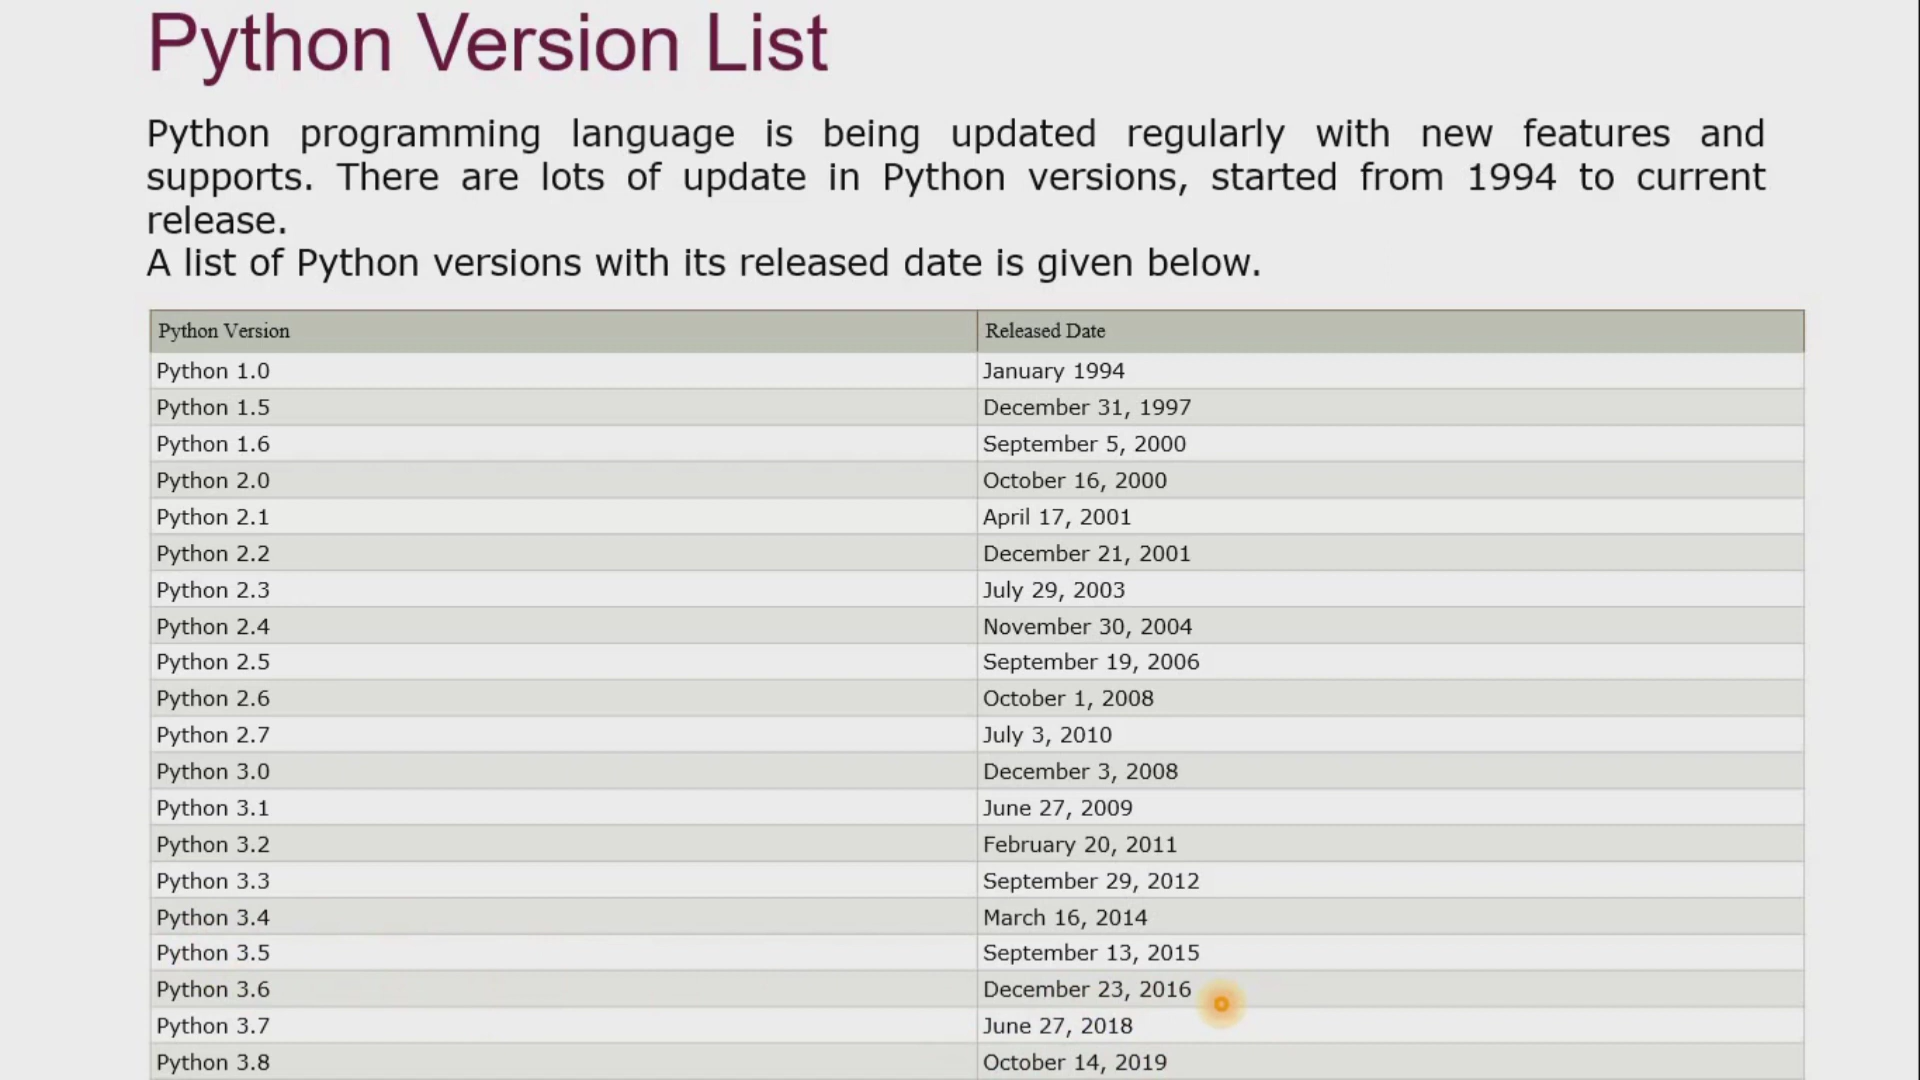 Python Version List
Python programming language is being updated regularly with new features and
supports. There are lots of update in Python versions, started from 1994 to current
release.
A list of Python versions with its released date is given below.
Python Version Released Date
Python 1.0 January 1994
Python 1.5 December 31, 1997
Python 1.6 September 5, 2000
Python 2.0 October 16, 2000
Python 2.1 April 17, 2001
Python 2.2 December 21, 2001
Python 2.3 July 29, 2003
Python 2.4 November 30, 2004
Python 2.5 September 19, 2006
Python 2.6 October 1, 2008
Python 2.7 July 3, 2010
Python 3.0 December 3, 2008
Python 3.1 June 27, 2009
Python 3.2 February 20, 2011
Python 3.3 September 29, 2012
Python 3.4 March 16, 2014
Python 3.5 September 13, 2015
Python 3.6 December 23, 2016
Python 3.7 June 27, 2018
Python 3.8 October 14, 2019